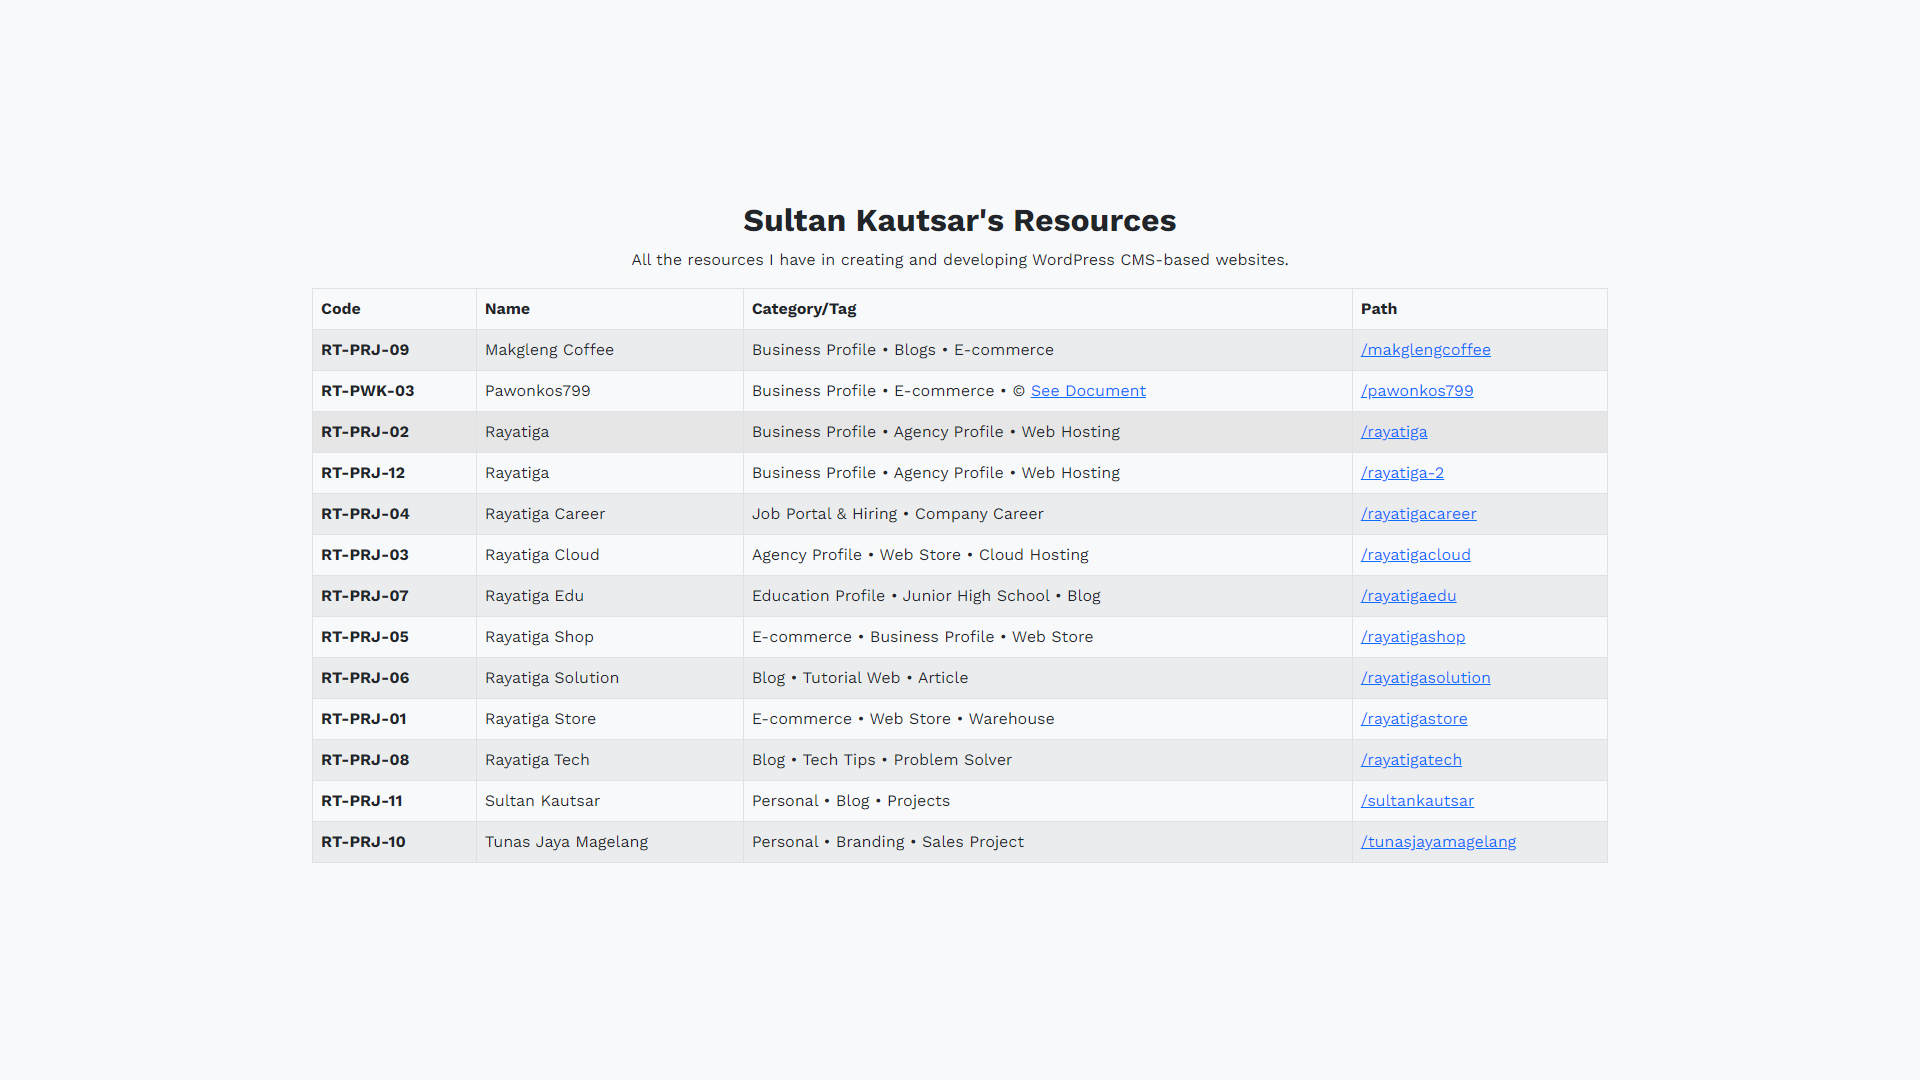 Sultan Kautsar's Resources
All the resources I have in creating and developing WordPress CMS-based websites.
Code Name Category/Tag Path
RT-PRJ-09 Makgleng Coffee Business Profile • Blogs • E-commerce /makglengcoffee
RT-PWK-03 Pawonkos799 Business Profile • E-commerce • © See Document /pawonkos799
RT-PRJ-02 Rayatiga Business Profile • Agency Profile • Web Hosting /rayatiga
RT-PRJ-12 Rayatiga Business Profile • Agency Profile • Web Hosting /rayatiga-2
RT-PRJ-04 Rayatiga Career Job Portal & Hiring • Company Career /rayatigacareer
RT-PRJ-03 Rayatiga Cloud Agency Profile • Web Store • Cloud Hosting /rayatigacloud
RT-PRJ-07 Rayatiga Edu Education Profile • Junior High School • Blog /rayatigaedu
RT-PRJ-05 Rayatiga Shop E-commerce • Business Profile • Web Store /rayatigashop
RT-PRJ-06 Rayatiga Solution Blog • Tutorial Web • Article /rayatigasolution
RT-PRJ-01 Rayatiga Store E-commerce • Web Store • Warehouse /rayatigastore
RT-PRJ-08 Rayatiga Tech Blog • Tech Tips • Problem Solver /rayatigatech
RT-PRJ-11 Sultan Kautsar Personal • Blog • Projects /sultankautsar
RT-PRJ-10 Tunas Jaya Magelang Personal • Branding • Sales Project /tunasjayamagelang